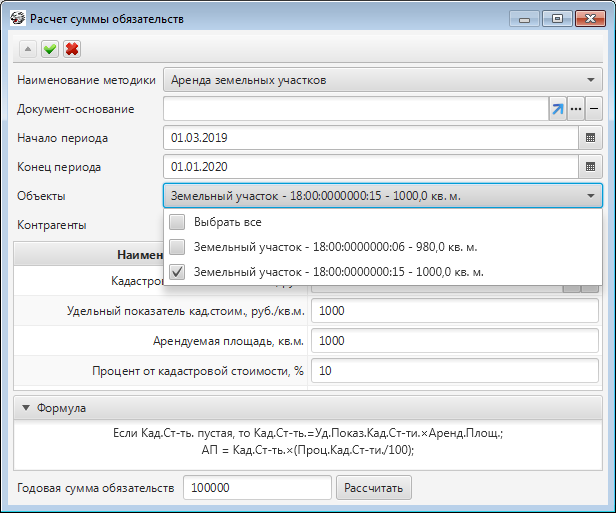 Расчет суммы обязательств
Наименование методики Аренда земельных участков
Документ-основание
Начало периода 01.03.2019
Конец периода 01.01.2020
Объекты Земельный участок - 18:00:0000000:15 - 1000,0 кв. м.
Контрагенты
Выбрать все
Земельный участок - 18:00:0000000:06 - 980,0 кв. м.
Земельный участок - 18:00:0000000:15 - 1000,0 кв. м.
Удельный показатель кад.стоим., руб./кв.м. 1000
Арендуемая площадь, кв.м. 1000
Процент от кадастровой стоимости, % 10
Формула
Если Кад.Ст-ть. пустая, то Кад.Ст-ть.=Уд.Показ.Кад.Ст-ти.×Аренд.Площ.;
АП = Кад.Ст-ть.×(Проц.Кад.Ст-ти./100);
Годовая сумма обязательств 100000 Рассчитать